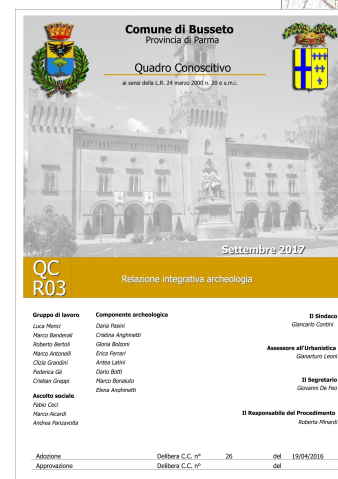 Comune di Busseto
Provincia di Parma
Quadro Conoscitivo
ai sensi della L.R. 24 marzo 2000 n. 20 e s.m.i.
Settembre 2017
QC
R03
Relazione integrativa archeologia
Gruppo di lavoro
Luca Menci
Marco Banderali
Roberto Bertoli
Marco Antonelli
Clizia Grandini
Federica Gè
Cristian Greppi
Ascolto sociale
Fabio Ceci
Marco Aicardi
Andrea Panzavolta
Componente archeologica
Daria Pasini
Cristina Anghinetti
Gloria Bolzoni
Erica Ferrari
Antea Latini
Dario Botti
Marco Bonaiuto
Elena Anghinetti
Il Sindaco
Giancarlo Contini
Assessore all'Urbanistica
Gianarturo Leoni
Il Segretario
Giovanni De Feo
Il Responsabile del Procedimento
Roberta Minardi
Adozione Delibera C.C. n° 26 del 19/04/2016
Approvazione Delibera C.C. n° del